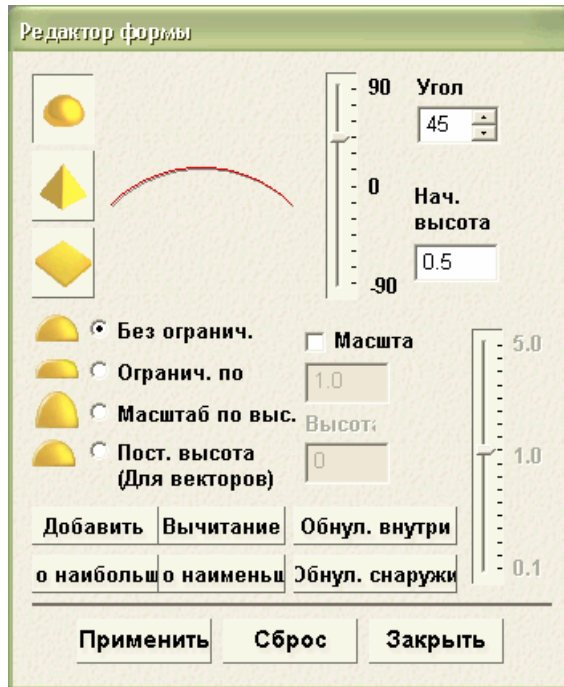 Редактор формы
90
Угол
45
0
Нач.
высота
0.5
-90
Без огранич.
Масшта
5.0
Огранич. по
1.0
Масштаб по выс.
Высота
Пост. высота
(Для векторов)
0
1.0
Добавить Вычитание Обнул. внутри
о наибольш о наименьш Обнул. снаружи
0.1
Применить Сброс Закрыть